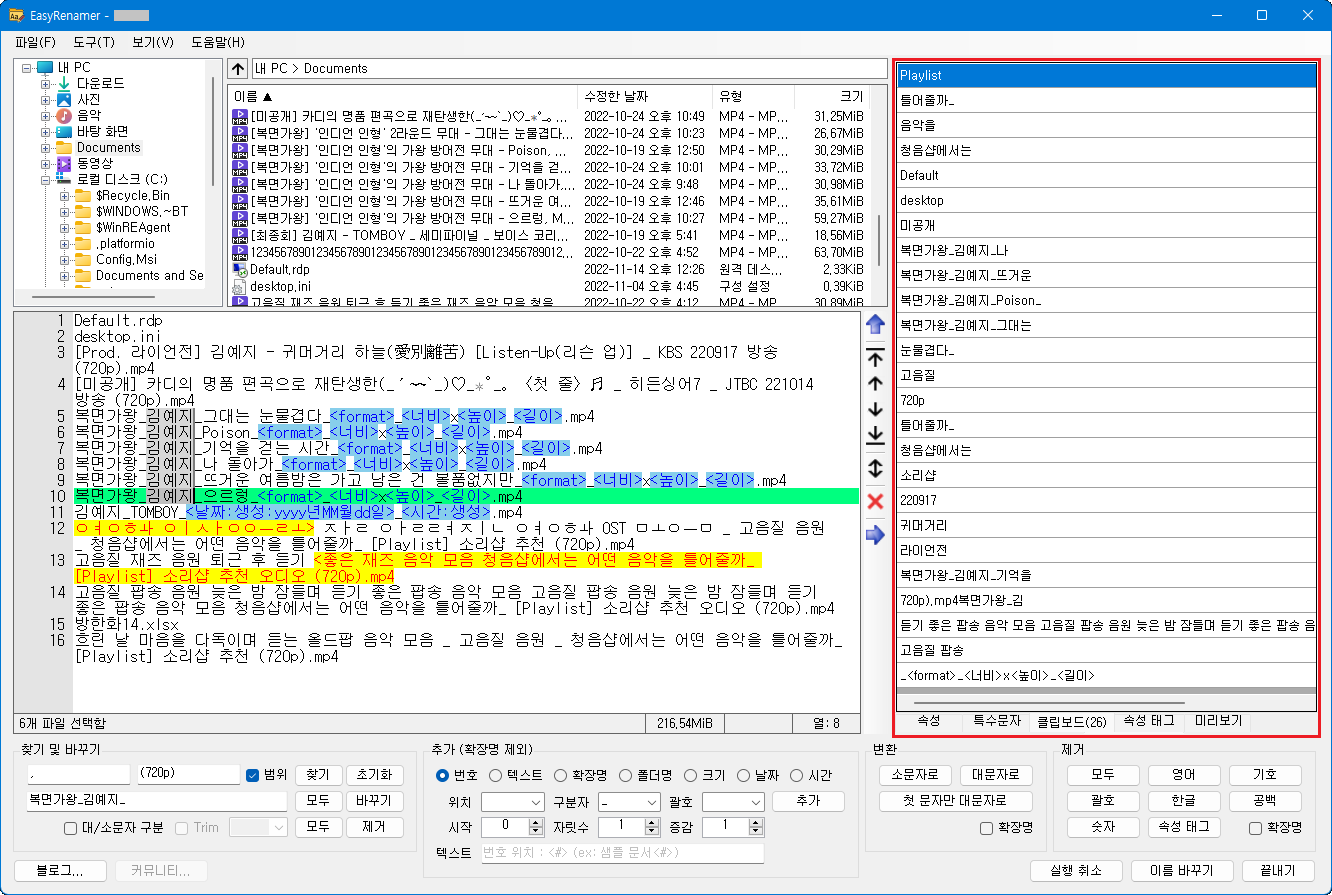 EasyRenamer -
파일(F) 도구(T) 보기(V) 도움말(H)
내 PC
다운로드
사진
음악
바탕 화면
Documents
동영상
로컬 디스크 (C:)
$Recycle.Bin
$WINDOWS.~BT
$WinREAgent
.platformio
Config.Msi
Documents and Se
내 PC > Documents
이름 ▲ 수정한 날짜 유형 크기
[미공개] 카디의 명품 편곡으로 재탄생한(_´~~`_)♡_*˚_。 ... 2022-10-24 오후 10:49 MP4 - MP... 31.25MiB
[복면가왕] '인디언 인형' 2라운드 무대 - 그대는 눈물겹다... 2022-10-24 오후 10:23 MP4 - MP... 26.67MiB
[복면가왕] '인디언 인형'의 가왕 방어전 무대 - Poison, ... 2022-10-19 오후 12:50 MP4 - MP... 30.29MiB
[복면가왕] '인디언 인형'의 가왕 방어전 무대 - 기억을 걷... 2022-10-24 오후 10:01 MP4 - MP... 33.72MiB
[복면가왕] '인디언 인형'의 가왕 방어전 무대 - 나 돌아가... 2022-10-24 오후 9:48 MP4 - MP... 30.98MiB
[복면가왕] '인디언 인형'의 가왕 방어전 무대 - 뜨거운 여... 2022-10-19 오후 12:46 MP4 - MP... 35.61MiB
[복면가왕] '인디언 인형'의 가왕 방어전 무대 - 으르렁, M... 2022-10-24 오후 10:27 MP4 - MP... 59.27MiB
[최종회] 김예지 - TOMBOY _ 세미파이널 _ 보이스 코리... 2022-10-19 오후 5:41 MP4 - MP... 18.56MiB
123456789012345678901234567890123456789012... 2022-10-22 오후 4:52 MP4 - MP... 63.70MiB
Default.rdp 2022-11-14 오후 12:26 원격 데스... 2.33KiB
desktop.ini 2022-11-04 오후 4:45 구성 설정 0.39KiB
고음질 재즈 음원 퇴근 후 듣기 좋은 재즈 음악 모음 청음... 2022-10-22 오후 4:12 MP4 - MP... 30.89MiB
1 Default.rdp
2 desktop.ini
3 [Prod. 라이언전] 김예지 - 귀머거리 하늘(愛別離苦) [Listen-Up(리슨 업)] _ KBS 220917 방송
(720p).mp4
4 [미공개] 카디의 명품 편곡으로 재탄생한(_´~~`_)♡_*˚_。 〈첫 줄〉♬ _ 히든싱어7 _ JTBC 221014
방송 (720p).mp4
5 복면가왕_김예지_그대는 눈물겹다_<format>_<너비>x<높이>_<길이>.mp4
6 복면가왕_김예지_Poison_<format>_<너비>x<높이>_<길이>.mp4
7 복면가왕_김예지_기억을 걷는 시간_<format>_<너비>x<높이>_<길이>.mp4
8 복면가왕_김예지_나 돌아가_<format>_<너비>x<높이>_<길이>.mp4
9 복면가왕_김예지_뜨거운 여름밤은 가고 남은 건 볼품없지만_<format>_<너비>x<높이>_<길이>.mp4
10 복면가왕_김예지_으르렁_<format>_<너비>x<높이>_<길이>.mp4
11 김예지_TOMBOY_<날짜:생성:yyyy년MM월dd일>_<시간:생성>.mp4
12 ㅇㅕㅇㅎㅘ ㅇㅣㅅㅏㅇㅇㅡㄹㅗ> ㅈㅏㄹ ㅇㅏㄹㄹㅕㅈㅣㄴ ㅇㅕㅇㅎㅘ OST ㅁㅗㅇㅡㅁ _ 고음질 음원
_ 청음샵에서는 어떤 음악을 틀어줄까_ [Playlist] 소리샵 추천 (720p).mp4
13 고음질 재즈 음원 퇴근 후 듣기 <좋은 재즈 음악 모음 청음샵에서는 어떤 음악을 틀어줄까_
[Playlist] 소리샵 추천 오디오 (720p).mp4
14 고음질 팝송 음원 늦은 밤 잠들며 듣기 좋은 팝송 음악 모음 고음질 팝송 음원 늦은 밤 잠들며 듣기
좋은 팝송 음악 모음 청음샵에서는 어떤 음악을 틀어줄까_ [Playlist] 소리샵 추천 오디오 (720p).mp4
15 방한화14.xlsx
16 흐린 날 마음을 다독이며 듣는 올드팝 음악 모음 _ 고음질 음원 _ 청음샵에서는 어떤 음악을 틀어줄까_
[Playlist] 소리샵 추천 (720p).mp4
6개 파일 선택함 216.54MiB 열: 8
Playlist
틀어줄까_
음악을
청음샵에서는
Default
desktop
미공개
복면가왕_김예지_나
복면가왕_김예지_뜨거운
복면가왕_김예지_Poison_
복면가왕_김예지_그대는
눈물겹다_
고음질
720p
틀어줄까_
청음샵에서는
소리샵
220917
귀머거리
라이언전
복면가왕_김예지_기억을
720p).mp4복면가왕_김
듣기 좋은 팝송 음악 모음 고음질 팝송 음원 늦은 밤 잠들며 듣기 좋은 팝송 음
고음질 팝송
_<format>_<너비>x<높이>_<길이>
속성 특수문자 클립보드(26) 속성 태그 미리보기
찾기 및 바꾸기
. (720p) 범위 찾기 초기화
복면가왕_김예지_ 모두 바꾸기
대/소문자 구분 Trim 모두 제거
추가 (확장명 제외)
번호 텍스트 확장명 폴더명 크기 날짜 시간
위치 구분자 _ 괄호 추가
시작 0 자릿수 1 증감 1
텍스트 번호 위치 : <#> (ex: 샘플 문서<#>)
변환
소문자로 대문자로
첫 문자만 대문자로
확장명
제거
모두 영어 기호
괄호 한글 공백
숫자 속성 태그 확장명
블로그... 커뮤니티... 실행 취소 이름 바꾸기 끝내기